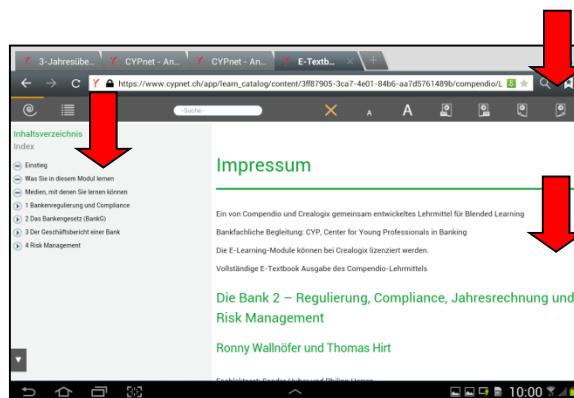 3-Jahresübe..
CYPnet - An..
CYPnet - An..
E-Textb..
https://www.cypnet.ch/app/learn_catalog/content/3ff87905-3ca7-4e01-84b6-aa7d5761489b/compendio/L
-Suche-
A
A
Inhaltsverzeichnis
Index
Einstieg
Was Sie in diesem Modul lernen
Medien, mit denen Sie lernen können
1 Bankenregulierung und Compliance
2 Das Bankengesetz (BankG)
3 Der Geschäftsbericht einer Bank
4 Risk Management
Impressum
Ein von Compendio und Crealogix gemeinsam entwickeltes Lehrmittel für Blended Learning
Bankfachliche Begleitung: CYP, Center for Young Professionals in Banking
Die E-Learning-Module können bei Crealogix lizenziert werden.
Vollständige E-Textbook Ausgabe des Compendio-Lehrmittels
Die Bank 2 – Regulierung, Compliance, Jahresrechnung und
Risk Management
Ronny Wallnöfer und Thomas Hirt
10:00